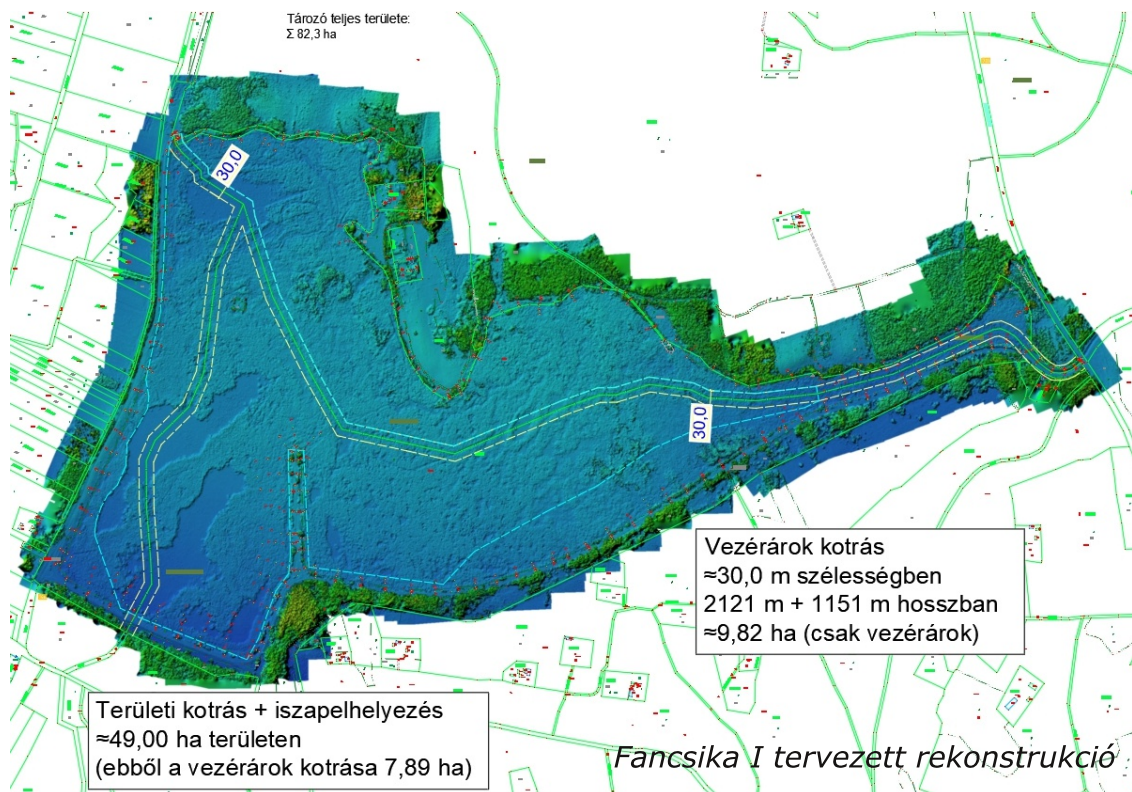 Tározó teljes területe:
Σ 82,3 ha
30,0
30,0
Vezérárok kotrás
≈30,0 m szélességben
2121 m + 1151 m hosszban
≈9,82 ha (csak vezérárok)
Területi kotrás + iszapelhelyezés
≈49,00 ha területen
(ebből a vezérárok kotrása 7,89 ha)
Fancsika I tervezett rekonstrukció